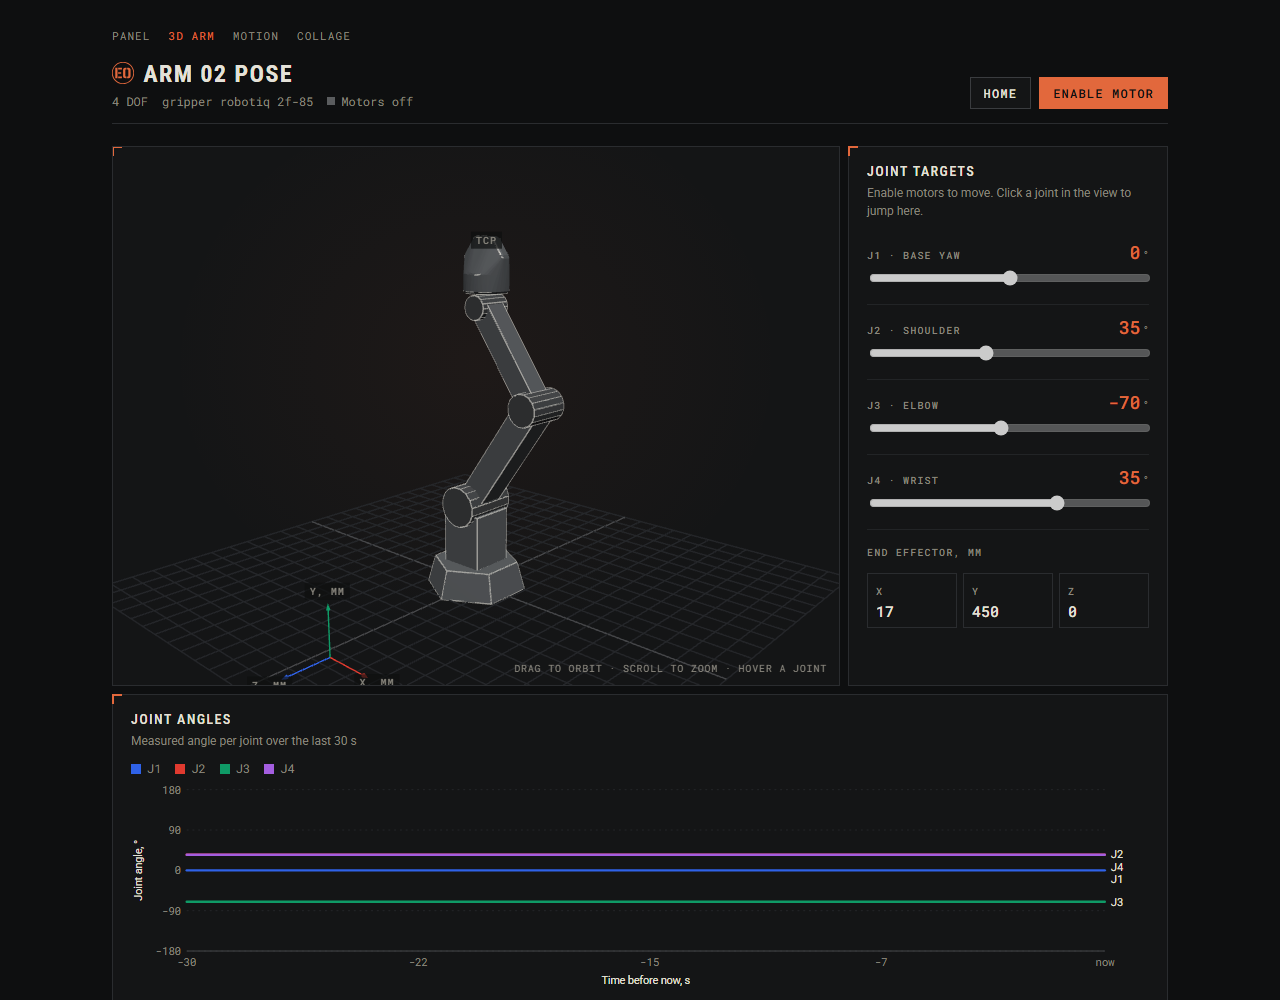 PANEL 3D ARM MOTION COLLAGE
EO ARM 02 POSE
4 DOF gripper robotiq 2f-85 Motors off
HOME ENABLE MOTOR
TCP
Y, MM
Z, MM
X, MM
DRAG TO ORBIT · SCROLL TO ZOOM · HOVER A JOINT
JOINT TARGETS
Enable motors to move. Click a joint in the view to
jump here.
J1 · BASE YAW 0°
J2 · SHOULDER 35°
J3 · ELBOW -70°
J4 · WRIST 35°
END EFFECTOR, MM
X Y Z
17 450 0
JOINT ANGLES
Measured angle per joint over the last 30 s
J1 J2 J3 J4
180
90
0
-90
-180
Joint angle, °
J2
J4
J1
J3
-30 -22 -15 -7 now
Time before now, s